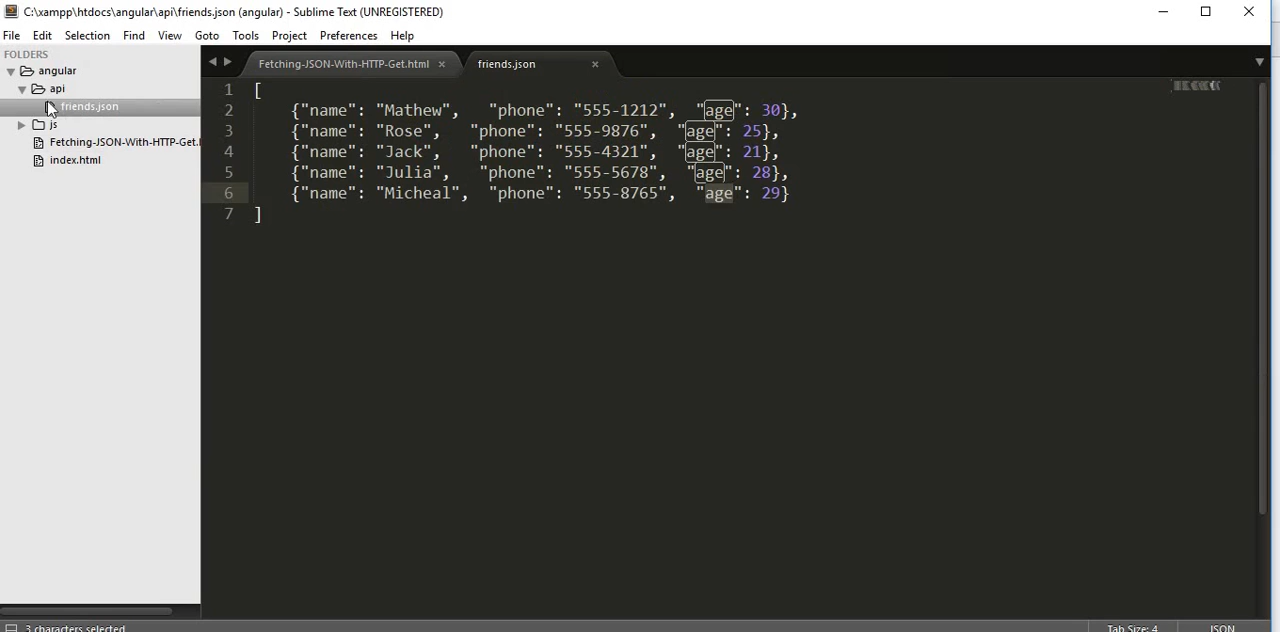 C:\xampp\htdocs\angular\api\friends.json (angular) - Sublime Text (UNREGISTERED)
File Edit Selection Find View Goto Tools Project Preferences Help
FOLDERS
angular
api
friends.json
js
Fetching-JSON-With-HTTP-Get.
index.html
Fetching-JSON-With-HTTP-Get.html × friends.json ×
1 [
2 {"name": "Mathew", "phone": "555-1212", "age": 30},
3 {"name": "Rose", "phone": "555-9876", "age": 25},
4 {"name": "Jack", "phone": "555-4321", "age": 21},
5 {"name": "Julia", "phone": "555-5678", "age": 28},
6 {"name": "Micheal", "phone": "555-8765", "age": 29}
7 ]
3 characters selected Tab Size: 4 JSON